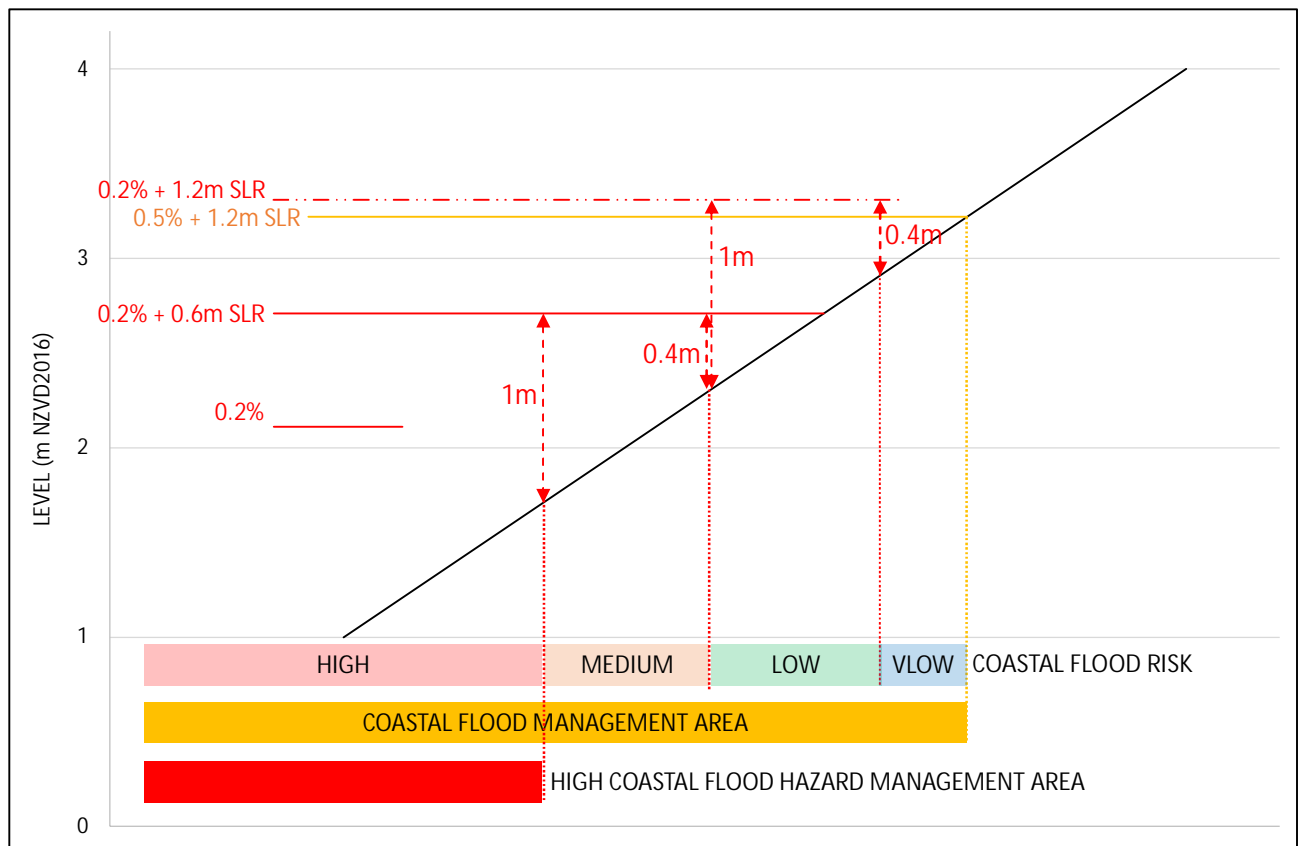 4
0.2% + 1.2m SLR
0.5% + 1.2m SLR
0.4m
1m
3
0.2% + 0.6m SLR
0.4m
1m
0.2%
2
LEVEL (m NZVD2016)
1
HIGH
MEDIUM
LOW
VLOW
COASTAL FLOOD RISK
COASTAL FLOOD MANAGEMENT AREA
HIGH COASTAL FLOOD HAZARD MANAGEMENT AREA
0